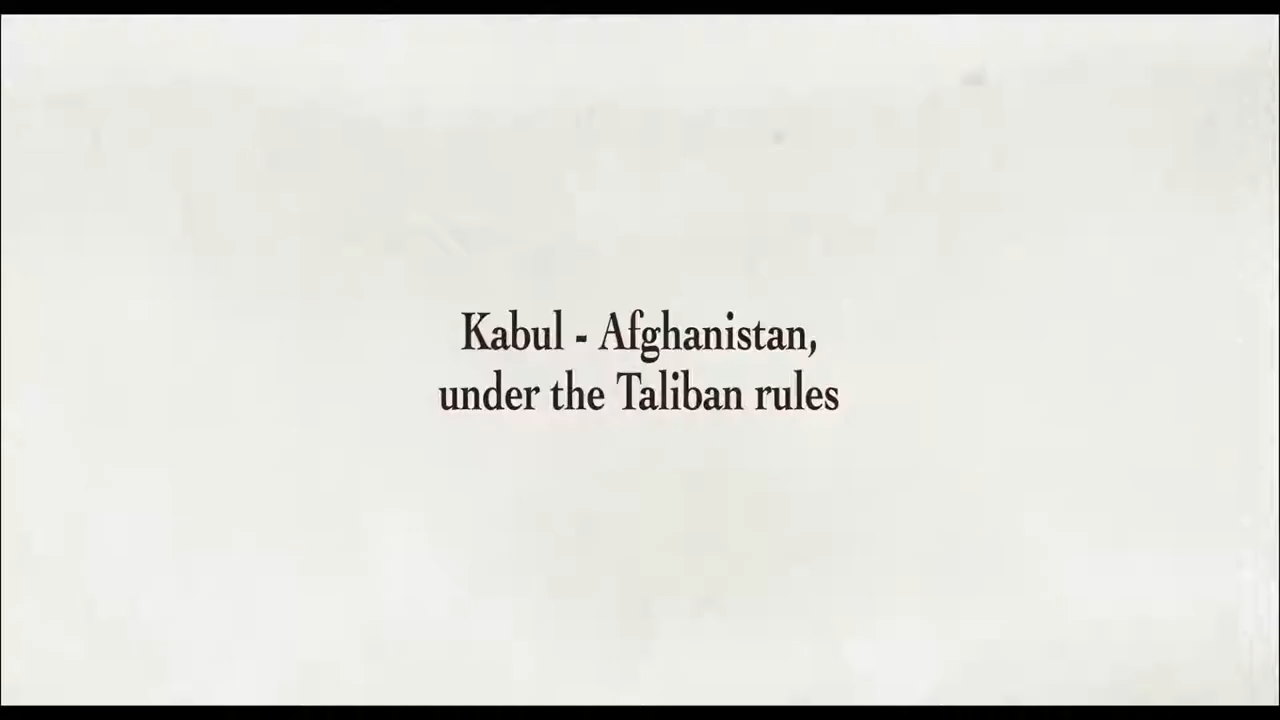 Kabul - Afghanistan,
under the Taliban rules